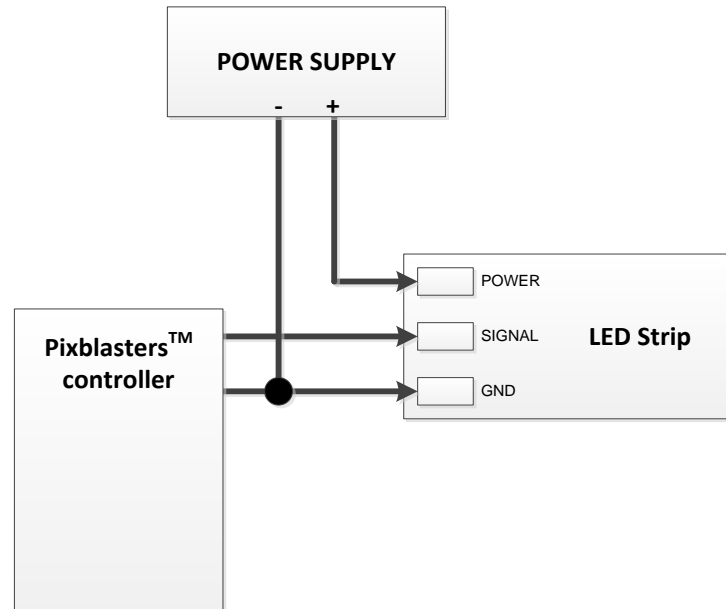 POWER SUPPLY
- +
POWER
SIGNAL
GND
LED Strip
Pixblasters™
controller